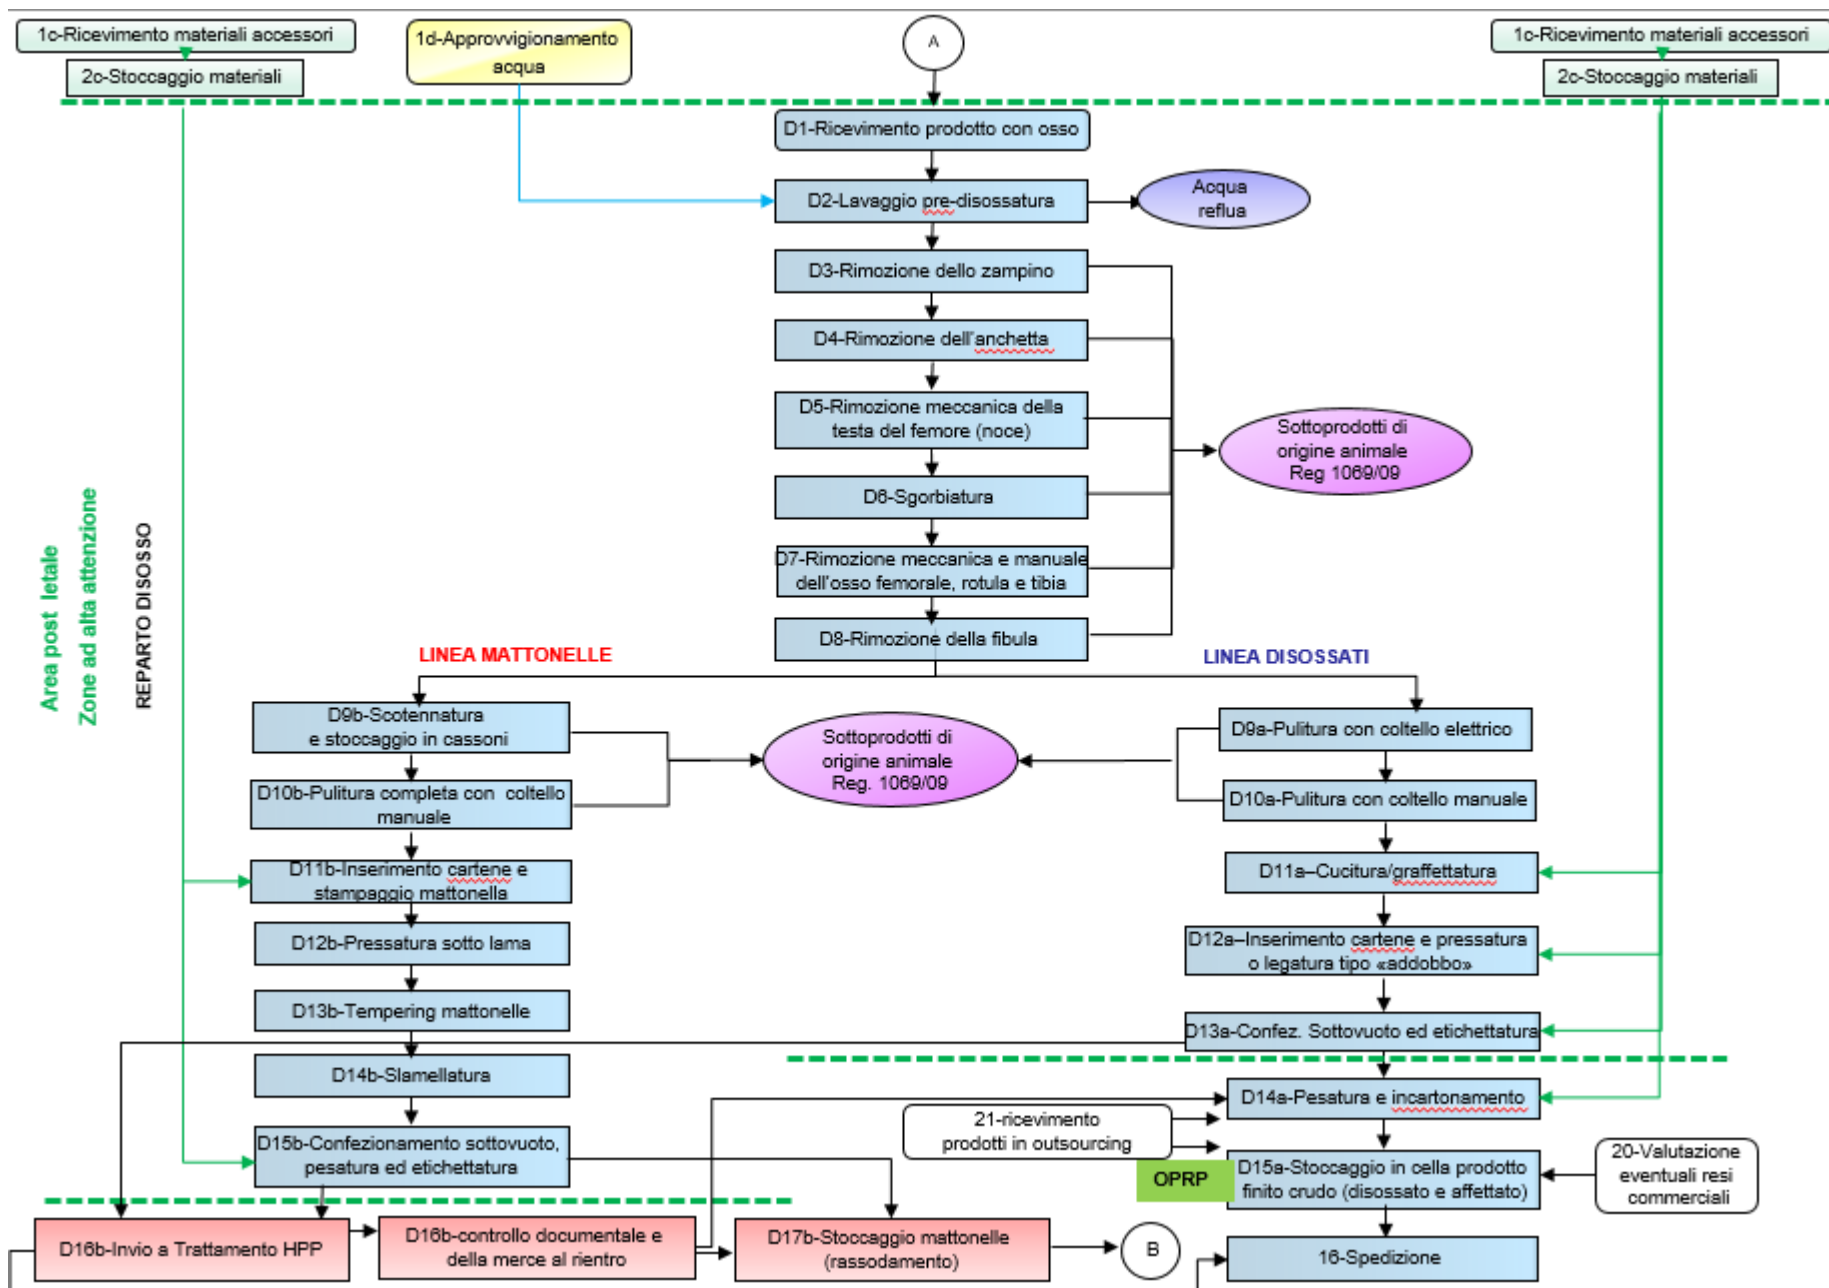 1c-Ricevimento materiali accessori
2c-Stoccaggio materiali
1d-Approvvigionamento
acqua
A
1c-Ricevimento materiali accessori
2c-Stoccaggio materiali
D1-Ricevimento prodotto con osso
D2-Lavaggio pre-disossatura
Acqua
reflua
D3-Rimozione dello zampino
D4-Rimozione dell'anchetta
D5-Rimozione meccanica della
testa del femore (noce)
Sottoprodotti di
origine animale
Reg 1069/09
D6-Sgorbiatura
D7-Rimozione meccanica e manuale
dell'osso femorale, rotula e tibia
D8-Rimozione della fibula
Area post letale
Zone ad alta attenzione
REPARTO DISOSSO
LINEA MATTONELLE
LINEA DISOSSATI
D9b-Scotennatura
e stoccaggio in cassoni
Sottoprodotti di
origine animale
Reg. 1069/09
D9a-Pulitura con coltello elettrico
D10b-Pulitura completa con coltello
manuale
D10a-Pulitura con coltello manuale
D11b-Inserimento cartene e
stampaggio mattonella
D11a–Cucitura/graffettatura
D12b-Pressatura sotto lama
D12a–Inserimento cartene e pressatura
o legatura tipo «addobbo»
D13b-Tempering mattonelle
D13a-Confez. Sottovuoto ed etichettatura
D14b-Slamellatura
D14a-Pesatura e incartonamento
21-ricevimento
prodotti in outsourcing
D15b-Confezionamento sottovuoto,
pesatura ed etichettatura
OPRP
D15a-Stoccaggio in cella prodotto
finito crudo (disossato e affettato)
20-Valutazione
eventuali resi
commerciali
D16b-Invio a Trattamento HPP
D16b-controllo documentale e
della merce al rientro
D17b-Stoccaggio mattonelle
(rassodamento)
B
16-Spedizione